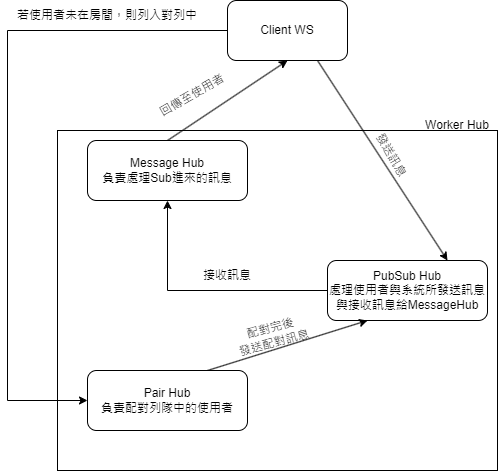 若使用者未在房間，則列入對列中
Client WS
回傳至使用者
Worker Hub
發送訊息
Message Hub
負責處理Sub進來的訊息
接收訊息
PubSub Hub
處理使用者與系統所發送訊息
與接收訊息給MessageHub
配對完後
發送配對訊息
Pair Hub
負責配對列隊中的使用者